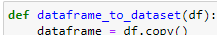 def dataframe_to_dataset(df):
    dataframe = df.copy()